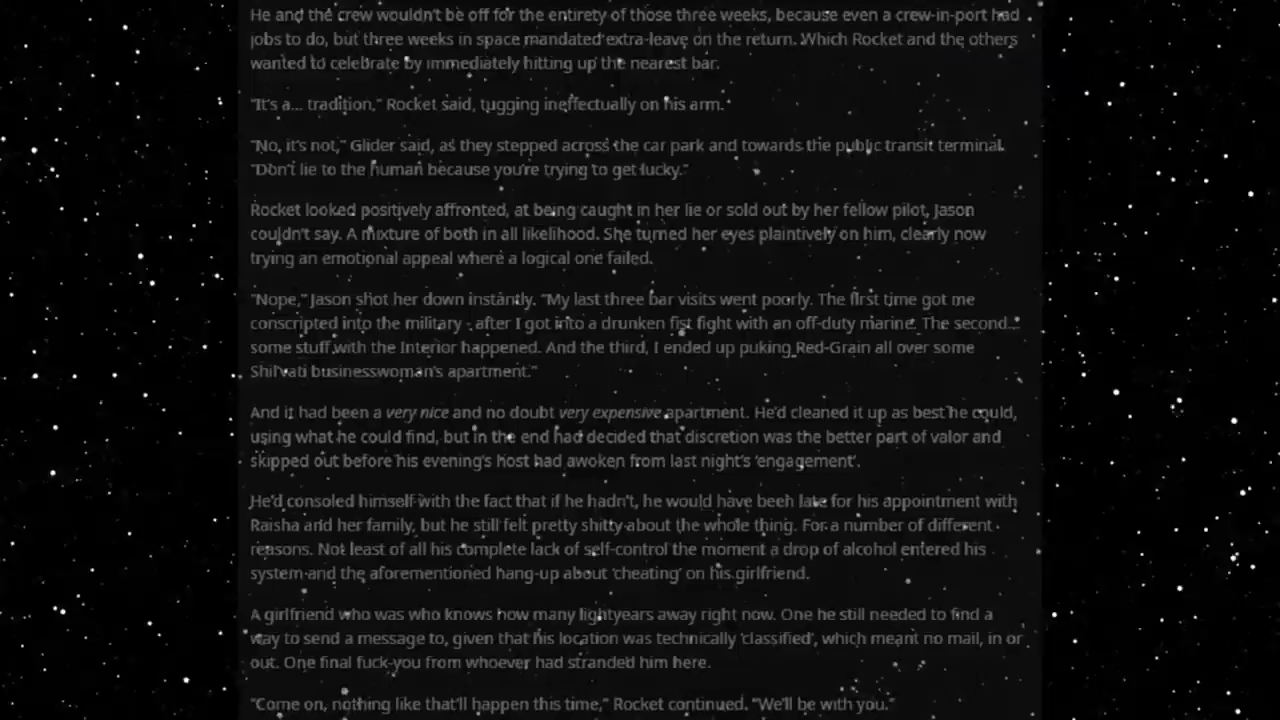 He and the crew wouldn't be off for the entirety of those three weeks, because even a crew-in-port had
jobs to do, but three weeks in space mandated extra-leave on the return. Which Rocket and the others
wanted to celebrate by immediately hitting up the nearest bar.
"It's a... tradition," Rocket said, tugging ineffectually on his arm.
"No, it's not," Glider said, as they stepped across the car park and towards the public transit terminal.
"Don't lie to the human because you're trying to get lucky."
Rocket looked positively affronted, at being caught in her lie or sold out by her fellow pilot, Jason
couldn't say. A mixture of both in all likelihood. She turned her eyes plaintively on him, clearly now
trying an emotional appeal where a logical one failed.
"Nope," Jason shot her down instantly. "My last three bar visits went poorly. The first time got me
conscripted into the military - after I got into a drunken fist fight with an off-duty marine. The second...
some stuff with the Interior happened. And the third, I ended up puking Red-Grain all over some
Shil'vati businesswoman's apartment."
And it had been a very nice and no doubt very expensive apartment. He'd cleaned it up as best he could,
using what he could find, but in the end had decided that discretion was the better part of valor and
skipped out before his evening's host had awoken from last night's 'engagement'.
He'd consoled himself with the fact that if he hadn't, he would have been late for his appointment with
Raisha and her family, but he still felt pretty shitty about the whole thing. For a number of different
reasons. Not least of all his complete lack of self-control the moment a drop of alcohol entered his
system and the aforementioned hang-up about 'cheating' on his girlfriend.
A girlfriend who was who knows how many lightyears away right now. One he still needed to find a
way to send a message to, given that his location was technically 'classified', which meant no mail, in or
out. One final fuck-you from whoever had stranded him here.
"Come on, nothing like that'll happen this time," Rocket continued. "We'll be with you."